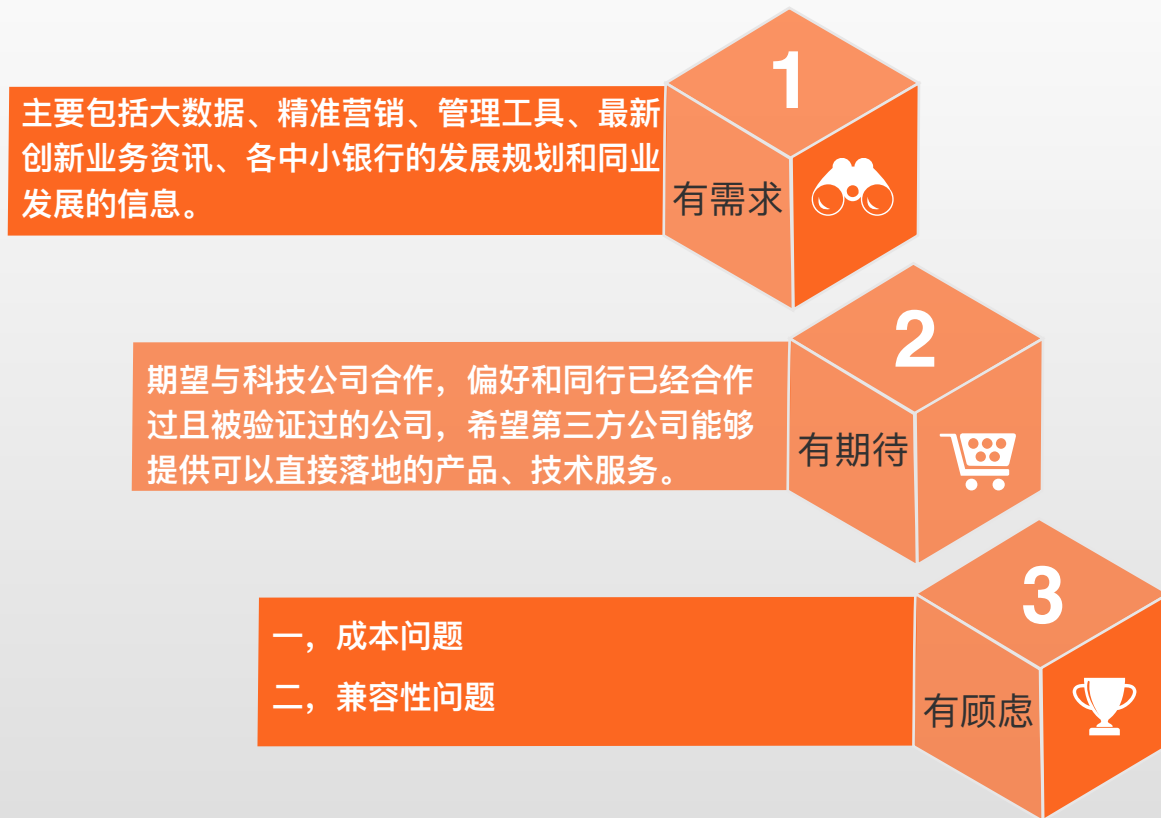 1
主要包括大数据、精准营销、管理工具、最新
创新业务资讯、各中小银行的发展规划和同业
发展的信息。
有需求
2
期望与科技公司合作，偏好和同行已经合作
过且被验证过的公司，希望第三方公司能够
提供可以直接落地的产品、技术服务。
有期待
3
一，成本问题
二，兼容性问题
有顾虑